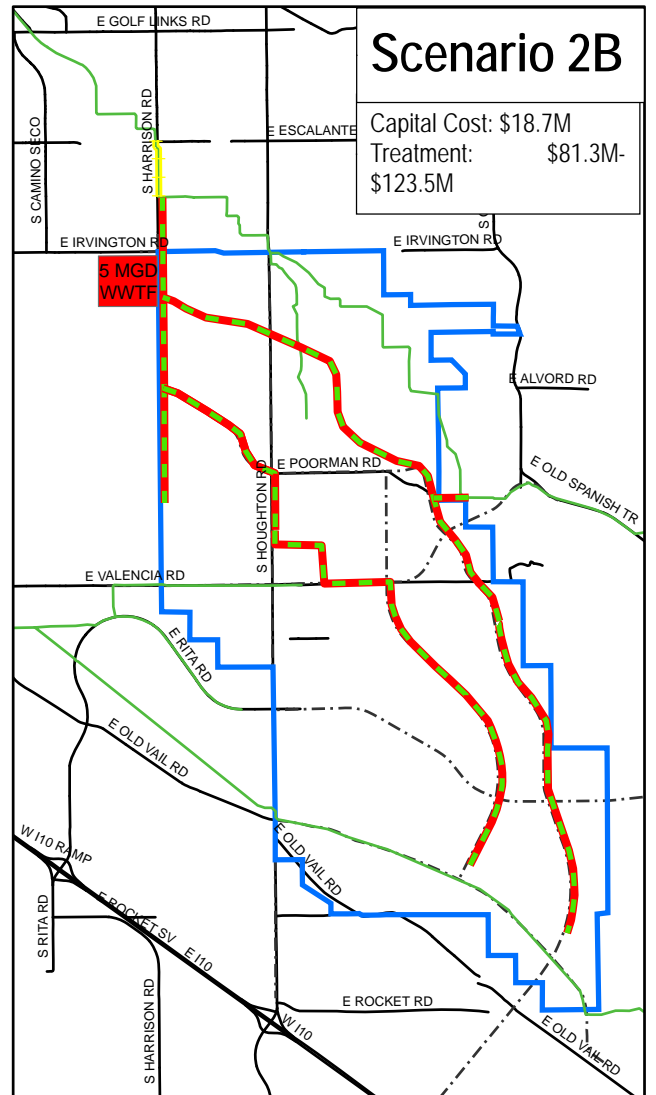 E GOLF LINKS RD
Scenario 2B
Capital Cost: $18.7M
Treatment: $81.3M-
$123.5M
S CAMINO SECO
S HARRISON RD
E ESCALANTE
E IRVINGTON RD
E IRVINGTON RD
5 MGD
WWTF
E ALVORD RD
E POORMAN RD
E OLD SPANISH TR
S HOUGHTON RD
E VALENCIA RD
E RITA RD
E OLD VAIL RD
E OLD VAIL RD
W I10 RAMP
S RITA RD
E ROCKET SV
E I10
S HARRISON RD
W I10
E ROCKET RD
E OLD VAIL RD